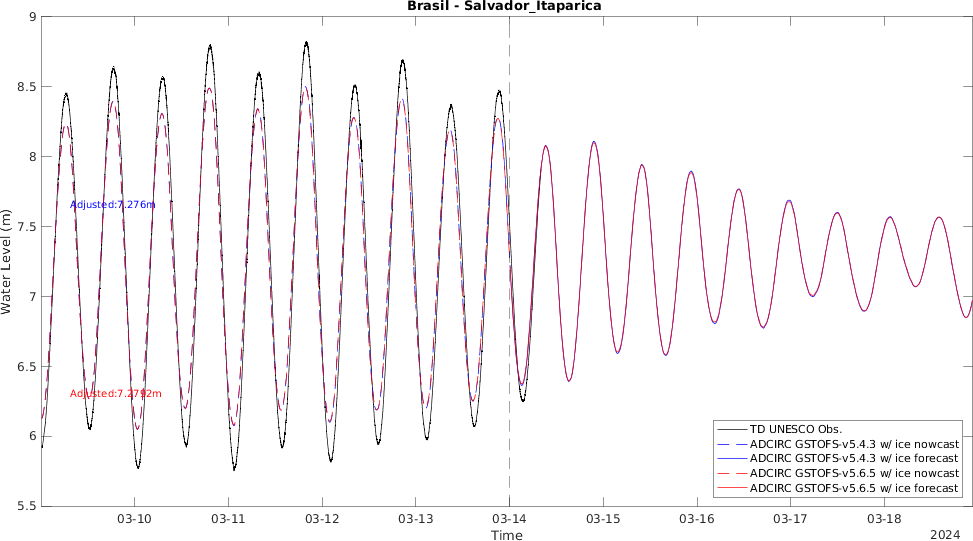 Brasil - Salvador_Itaparica
9
8.5
8
7.5
7
6.5
6
5.5
Water Level (m)
Adjusted:7.276m
Adjusted:7.2792m
03-10
03-11
03-12
03-13
03-14
03-15
03-16
03-17
03-18
Time
2024
TD UNESCO Obs.
ADCIRC GSTOFS-v5.4.3 w/ ice nowcast
ADCIRC GSTOFS-v5.4.3 w/ ice forecast
ADCIRC GSTOFS-v5.6.5 w/ ice nowcast
ADCIRC GSTOFS-v5.6.5 w/ ice forecast